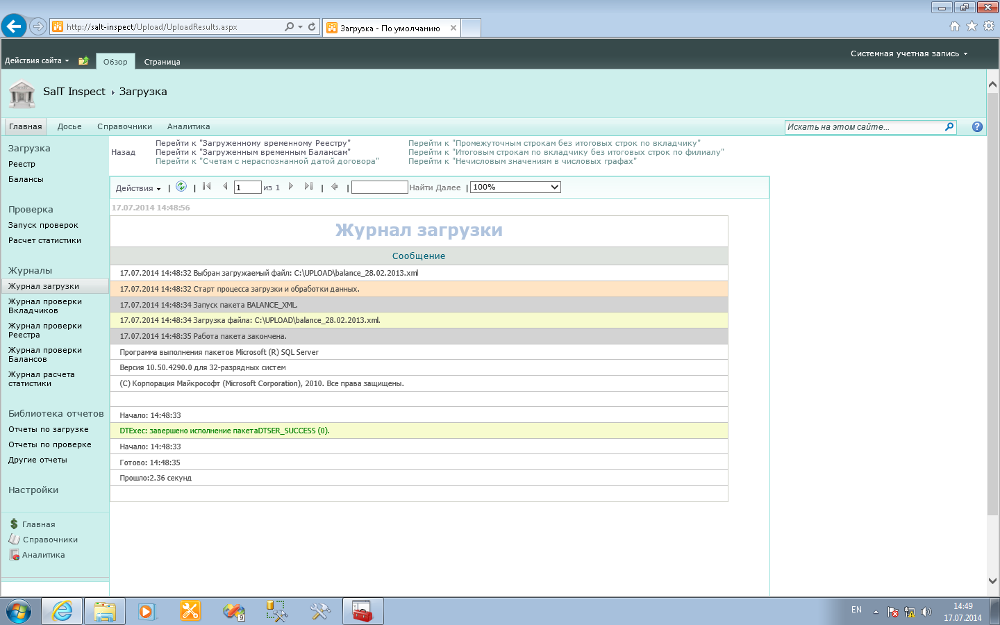 http://salt-inspect/Upload/UploadResults.aspx
Загрузка - По умолчанию
Действия сайта
Обзор
Страница
Системная учетная запись
SalT Inspect
Загрузка
Главная
Досье
Справочники
Аналитика
Искать на этом сайте...
Загрузка
Реестр
Балансы
Проверка
Запуск проверок
Расчет статистики
Журналы
Журнал загрузки
Журнал проверки
Вкладчиков
Журнал проверки
Реестра
Журнал проверки
Балансов
Журнал расчета
статистики
Библиотека отчетов
Отчеты по загрузке
Отчеты по проверке
Другие отчеты
Настройки
Главная
Справочники
Аналитика
Назад
Перейти к "Загруженному временному Реестру"
Перейти к "Загруженным временным Балансам"
Перейти к "Счетам с нераспознанной датой договора"
Перейти к "Промежуточным строкам без итоговых строк по вкладчику"
Перейти к "Итоговым строкам по вкладчику без итоговых строк по филиалу"
Перейти к "Нечисловым значениям в числовых графах"
Действия | | 1 из 1 | | Найти Далее | 100%
17.07.2014 14:48:56
Журнал загрузки
Сообщение
17.07.2014 14:48:32 Выбран загружаемый файл: C:\UPLOAD\balance_28.02.2013.xml
17.07.2014 14:48:32 Старт процесса загрузки и обработки данных.
17.07.2014 14:48:34 Запуск пакета BALANCE_XML.
17.07.2014 14:48:34 Загрузка файла: C:\UPLOAD\balance_28.02.2013.xml.
17.07.2014 14:48:35 Работа пакета закончена.
Программа выполнения пакетов Microsoft (R) SQL Server
Версия 10.50.4290.0 для 32-разрядных систем
(C) Корпорация Майкрософт (Microsoft Corporation), 2010. Все права защищены.
Начало: 14:48:33
DTExec: завершено исполнение пакетаDTSER_SUCCESS (0).
Начало: 14:48:33
Готово: 14:48:35
Прошло:2.36 секунд
9
EN
14:49
17.07.2014